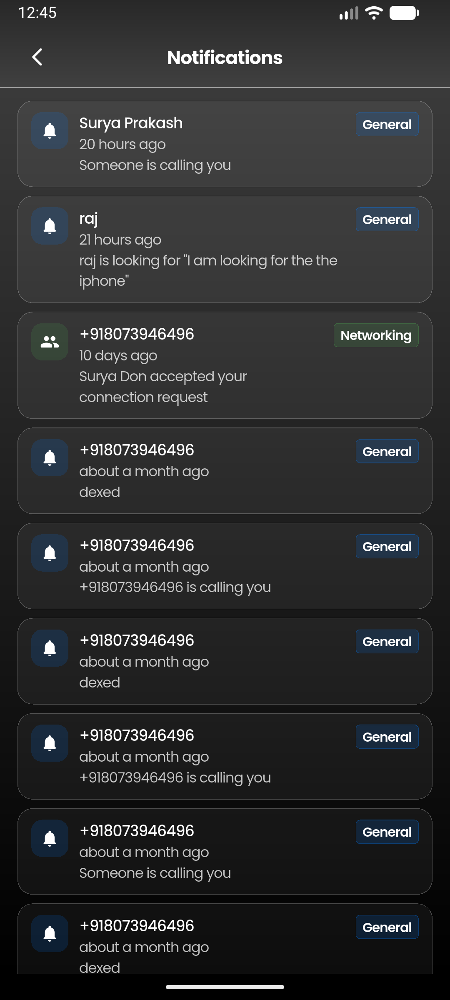 12:45
Notifications
Surya Prakash
General
20 hours ago
Someone is calling you
raj
General
21 hours ago
raj is looking for "I am looking for the the
iphone"
+918073946496
Networking
10 days ago
Surya Don accepted your
connection request
+918073946496
General
about a month ago
dexed
+918073946496
General
about a month ago
+918073946496 is calling you
+918073946496
General
about a month ago
dexed
+918073946496
General
about a month ago
+918073946496 is calling you
+918073946496
General
about a month ago
Someone is calling you
+918073946496
General
about a month ago
dexed